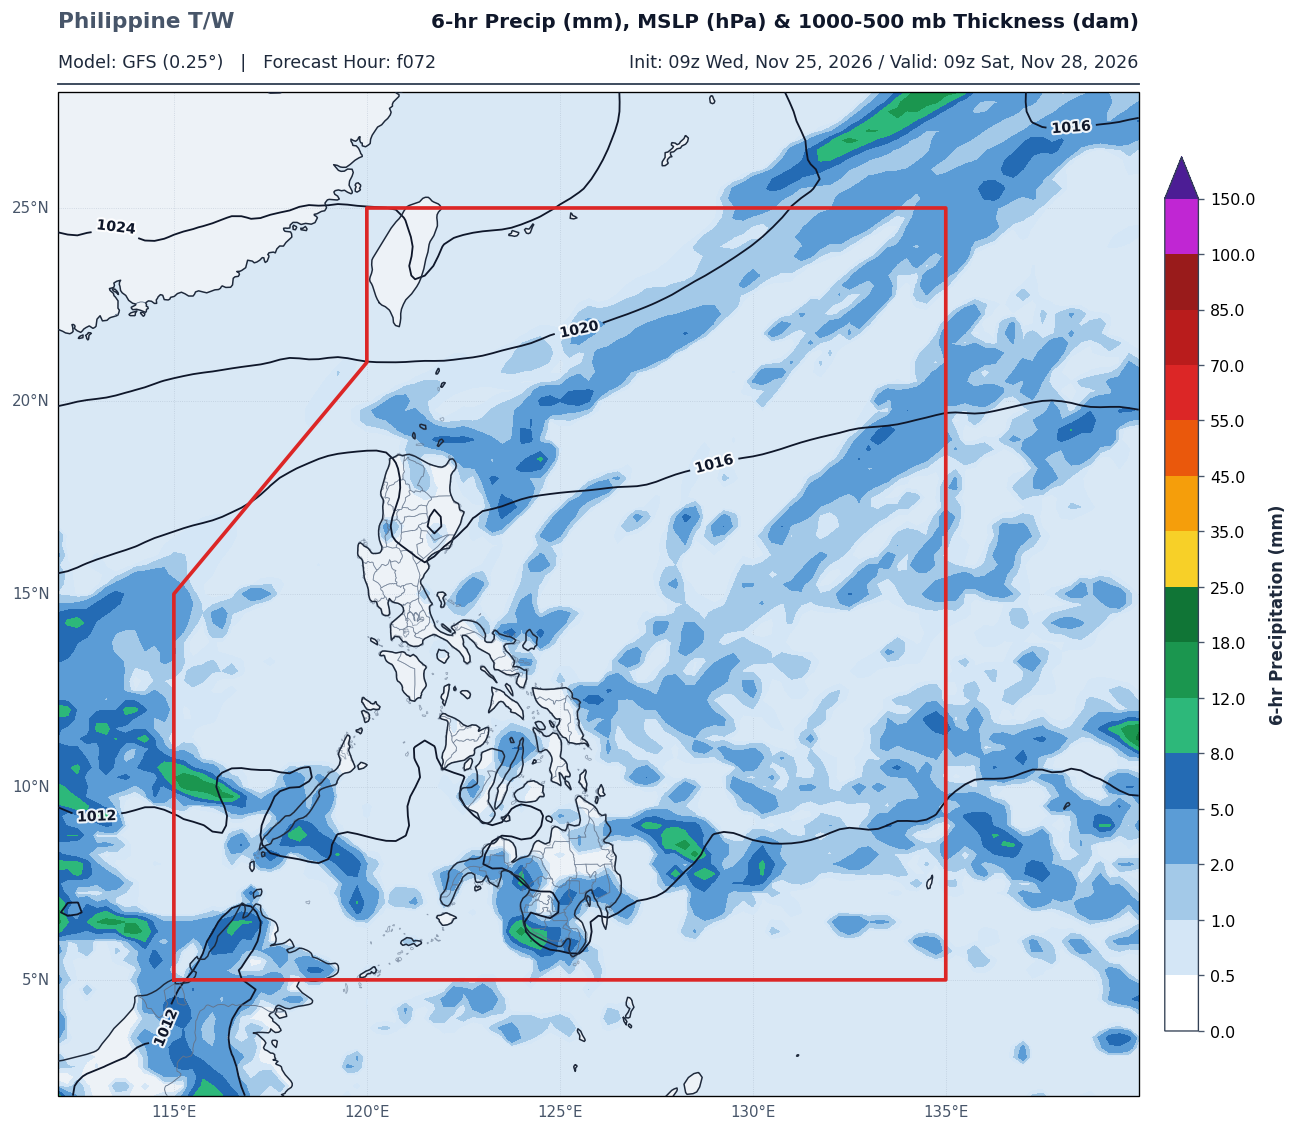 Philippine T/W
6-hr Precip (mm), MSLP (hPa) & 1000-500 mb Thickness (dam)
Model: GFS (0.25°) | Forecast Hour: f072
Init: 09z Wed, Nov 25, 2026 / Valid: 09z Sat, Nov 28, 2026
1016
1024
1020
1016
1012
1012
25°N
20°N
15°N
10°N
5°N
115°E
120°E
125°E
130°E
135°E
150.0
100.0
85.0
70.0
55.0
45.0
35.0
25.0
18.0
12.0
8.0
5.0
2.0
1.0
0.5
0.0
6-hr Precipitation (mm)